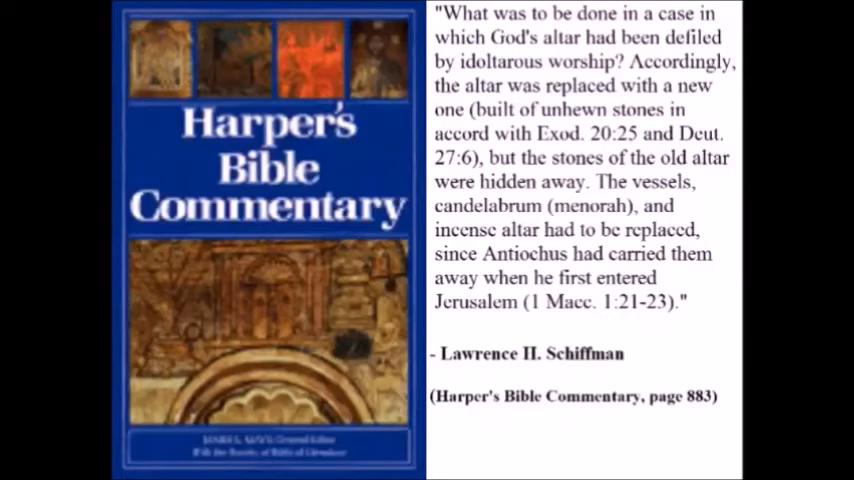 Harper's
Bible
Commentary
"What was to be done in a case in
which God's altar had been defiled
by idoltarous worship? Accordingly,
the altar was replaced with a new
one (built of unhewn stones in
accord with Exod. 20:25 and Deut.
27:6), but the stones of the old altar
were hidden away. The vessels,
candelabrum (menorah), and
incense altar had to be replaced,
since Antiochus had carried them
away when he first entered
Jerusalem (1 Macc. 1:21-23)."
- Lawrence H. Schiffman
(Harper's Bible Commentary, page 883)